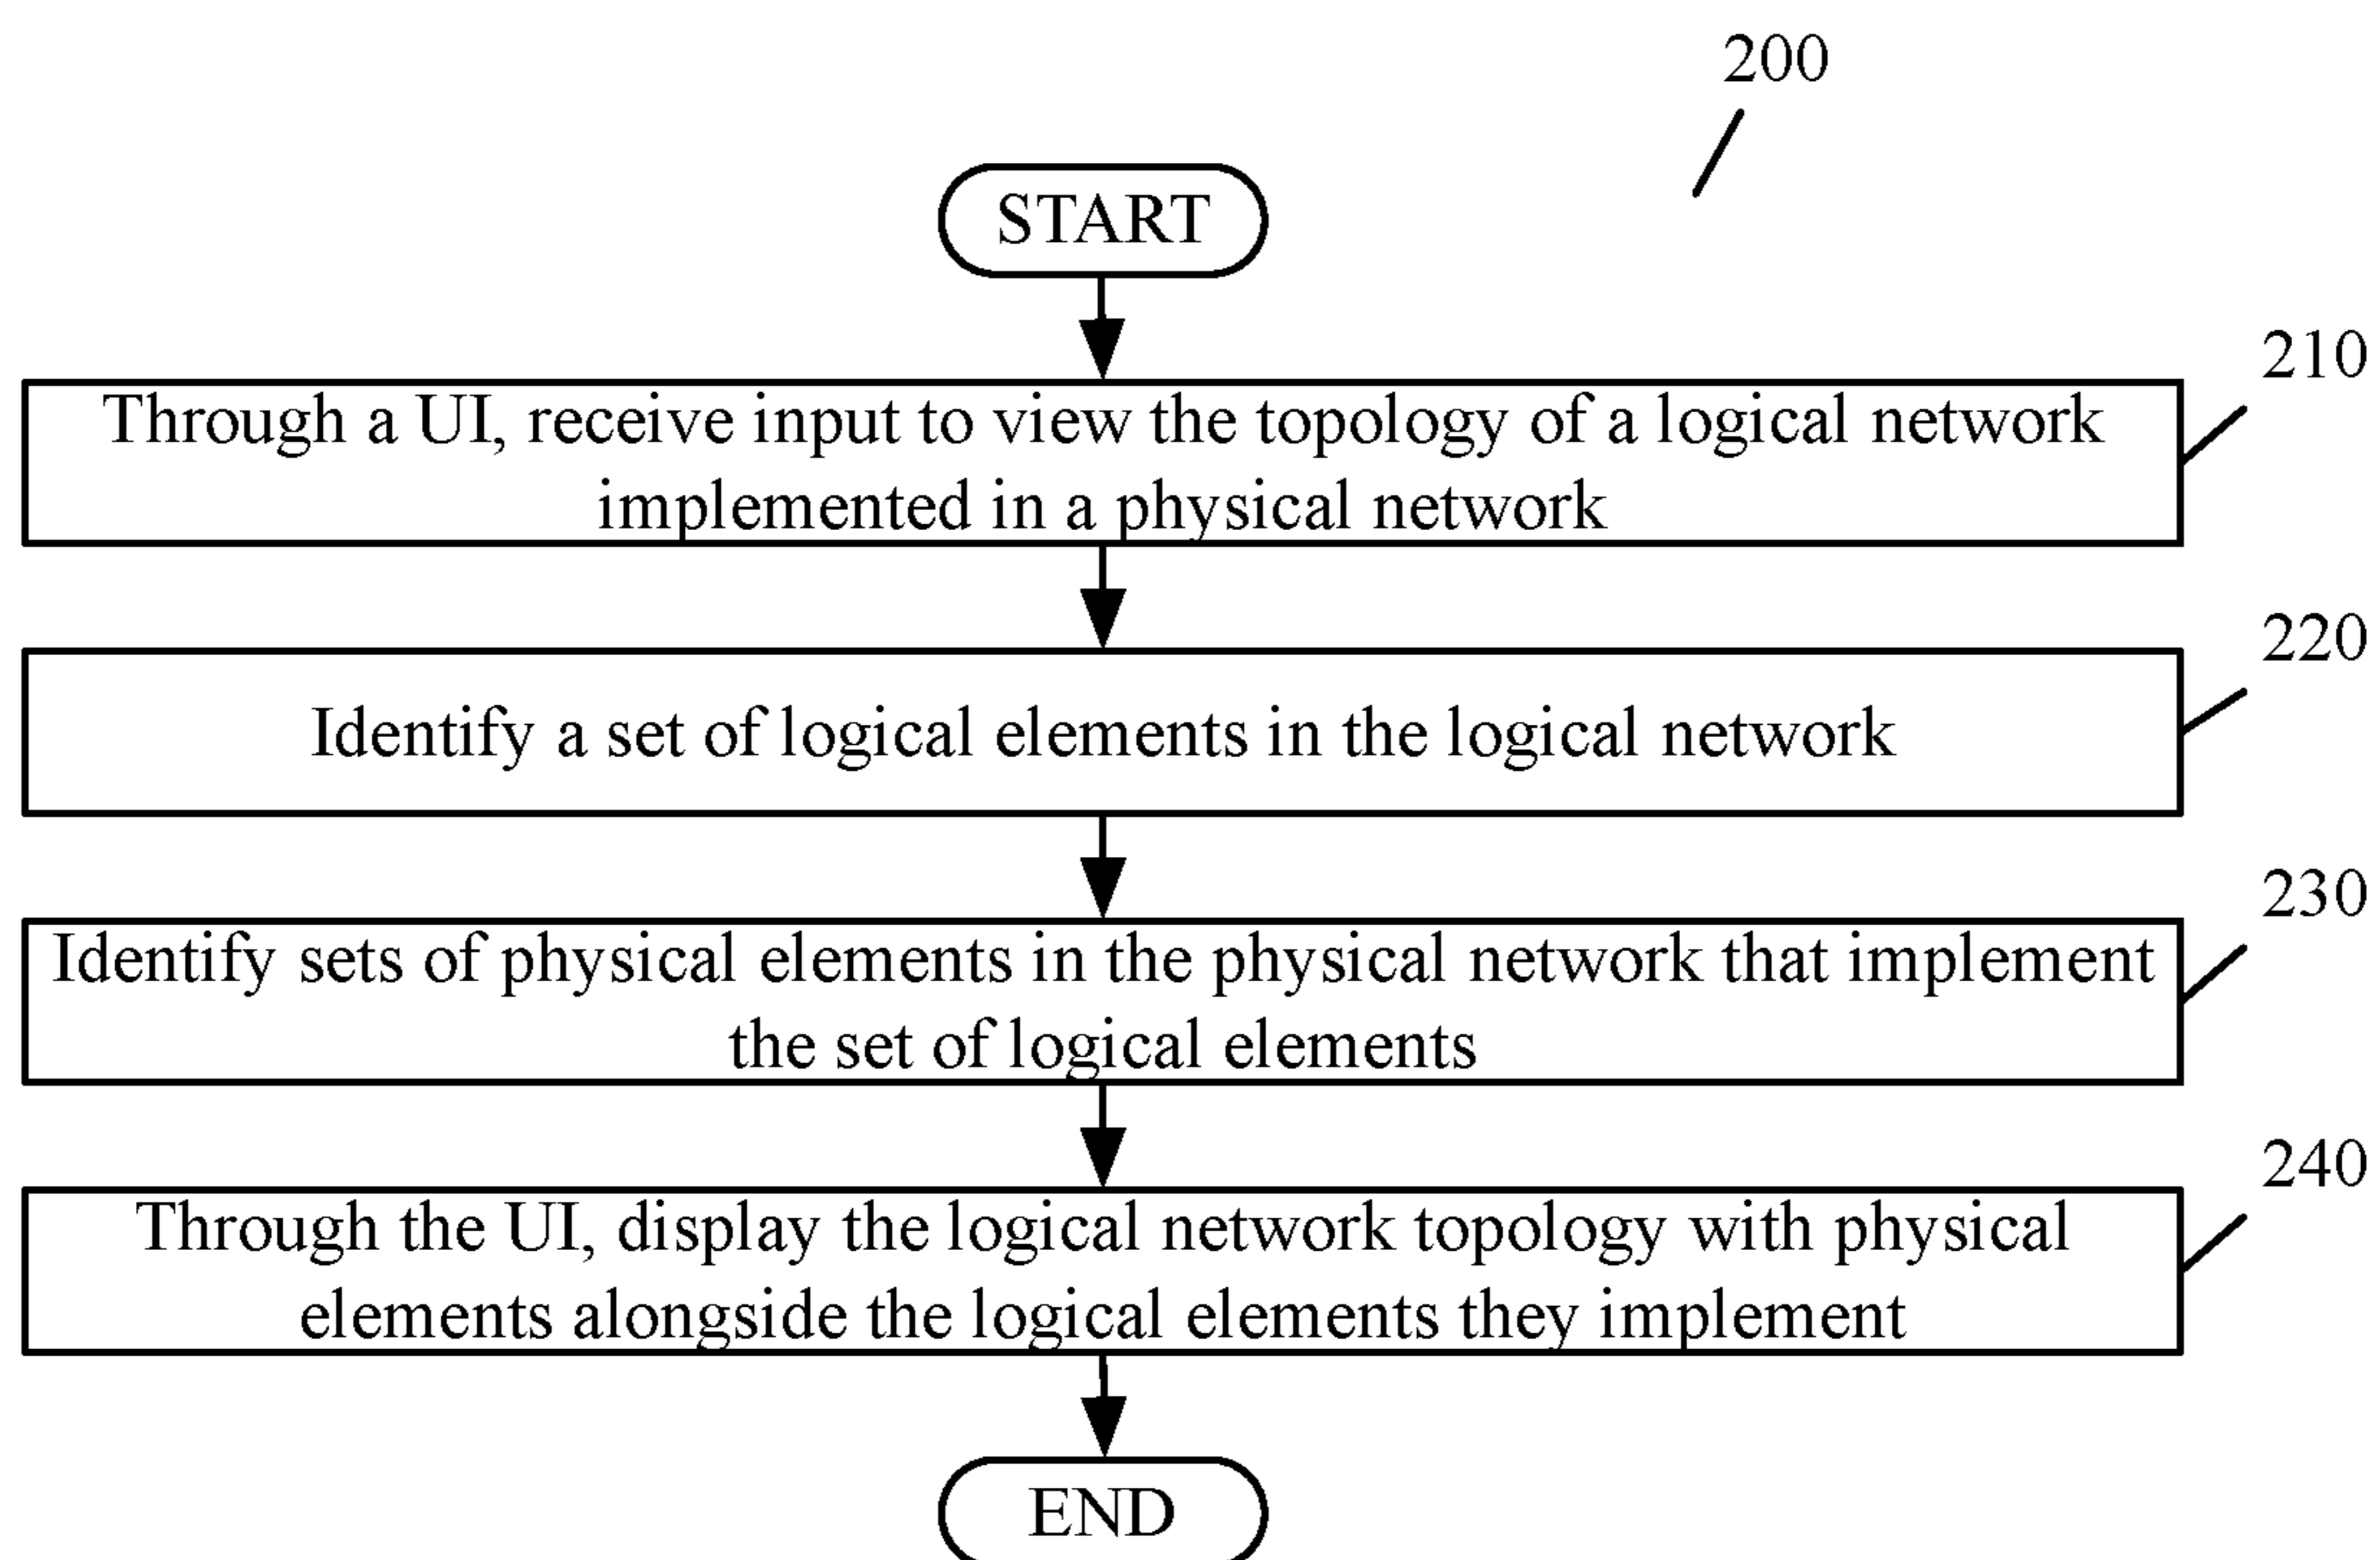 200
START
210
Through a UI, receive input to view the topology of a logical network
implemented in a physical network
220
Identify a set of logical elements in the logical network
230
Identify sets of physical elements in the physical network that implement
the set of logical elements
240
Through the UI, display the logical network topology with physical
elements alongside the logical elements they implement
END